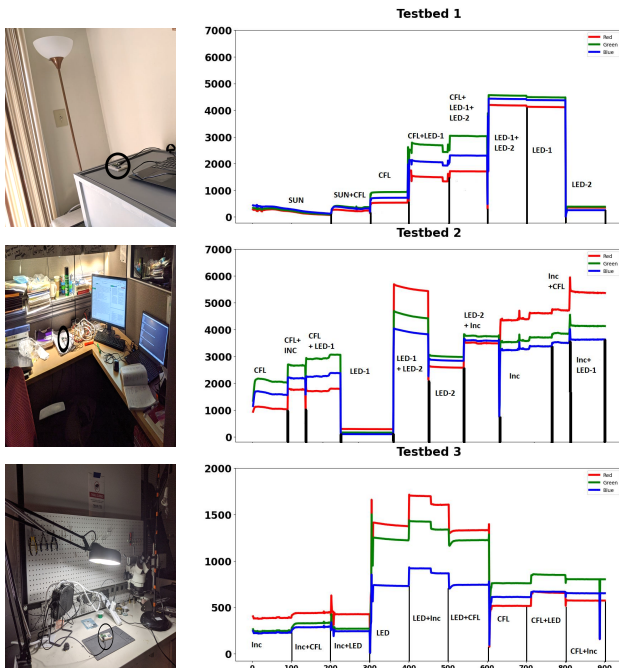 Testbed 1
7000
6000
5000
4000
3000
2000
1000
0
Red
Green
Blue
SUN
SUN+CFL
CFL
CFL+LED-1
CFL+
LED-1+
LED-2
LED-1+
LED-2
LED-1
LED-2
Testbed 2
7000
6000
5000
4000
3000
2000
1000
0
Red
Green
Blue
CFL
CFL+
INC
CFL
+ LED-1
LED-1
LED-1
+ LED-2
LED-2
LED-2
+ Inc
Inc
Inc
+CFL
Inc+
LED-1
Testbed 3
2000
1500
1000
500
0
Red
Green
Blue
Inc
Inc+CFL
Inc+LED
LED
LED+Inc
LED+CFL
CFL
CFL+LED
CFL+Inc
0 100 200 300 400 500 600 700 800 900